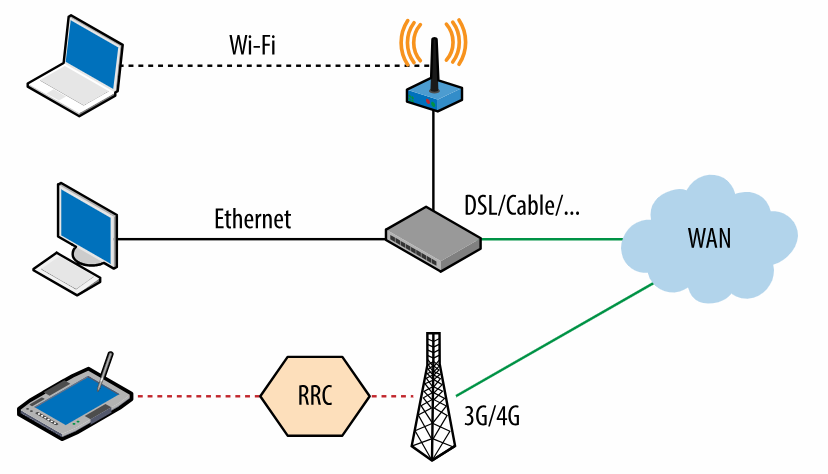 Wi-Fi
Ethernet
DSL/Cable/...
WAN
RRC
3G/4G